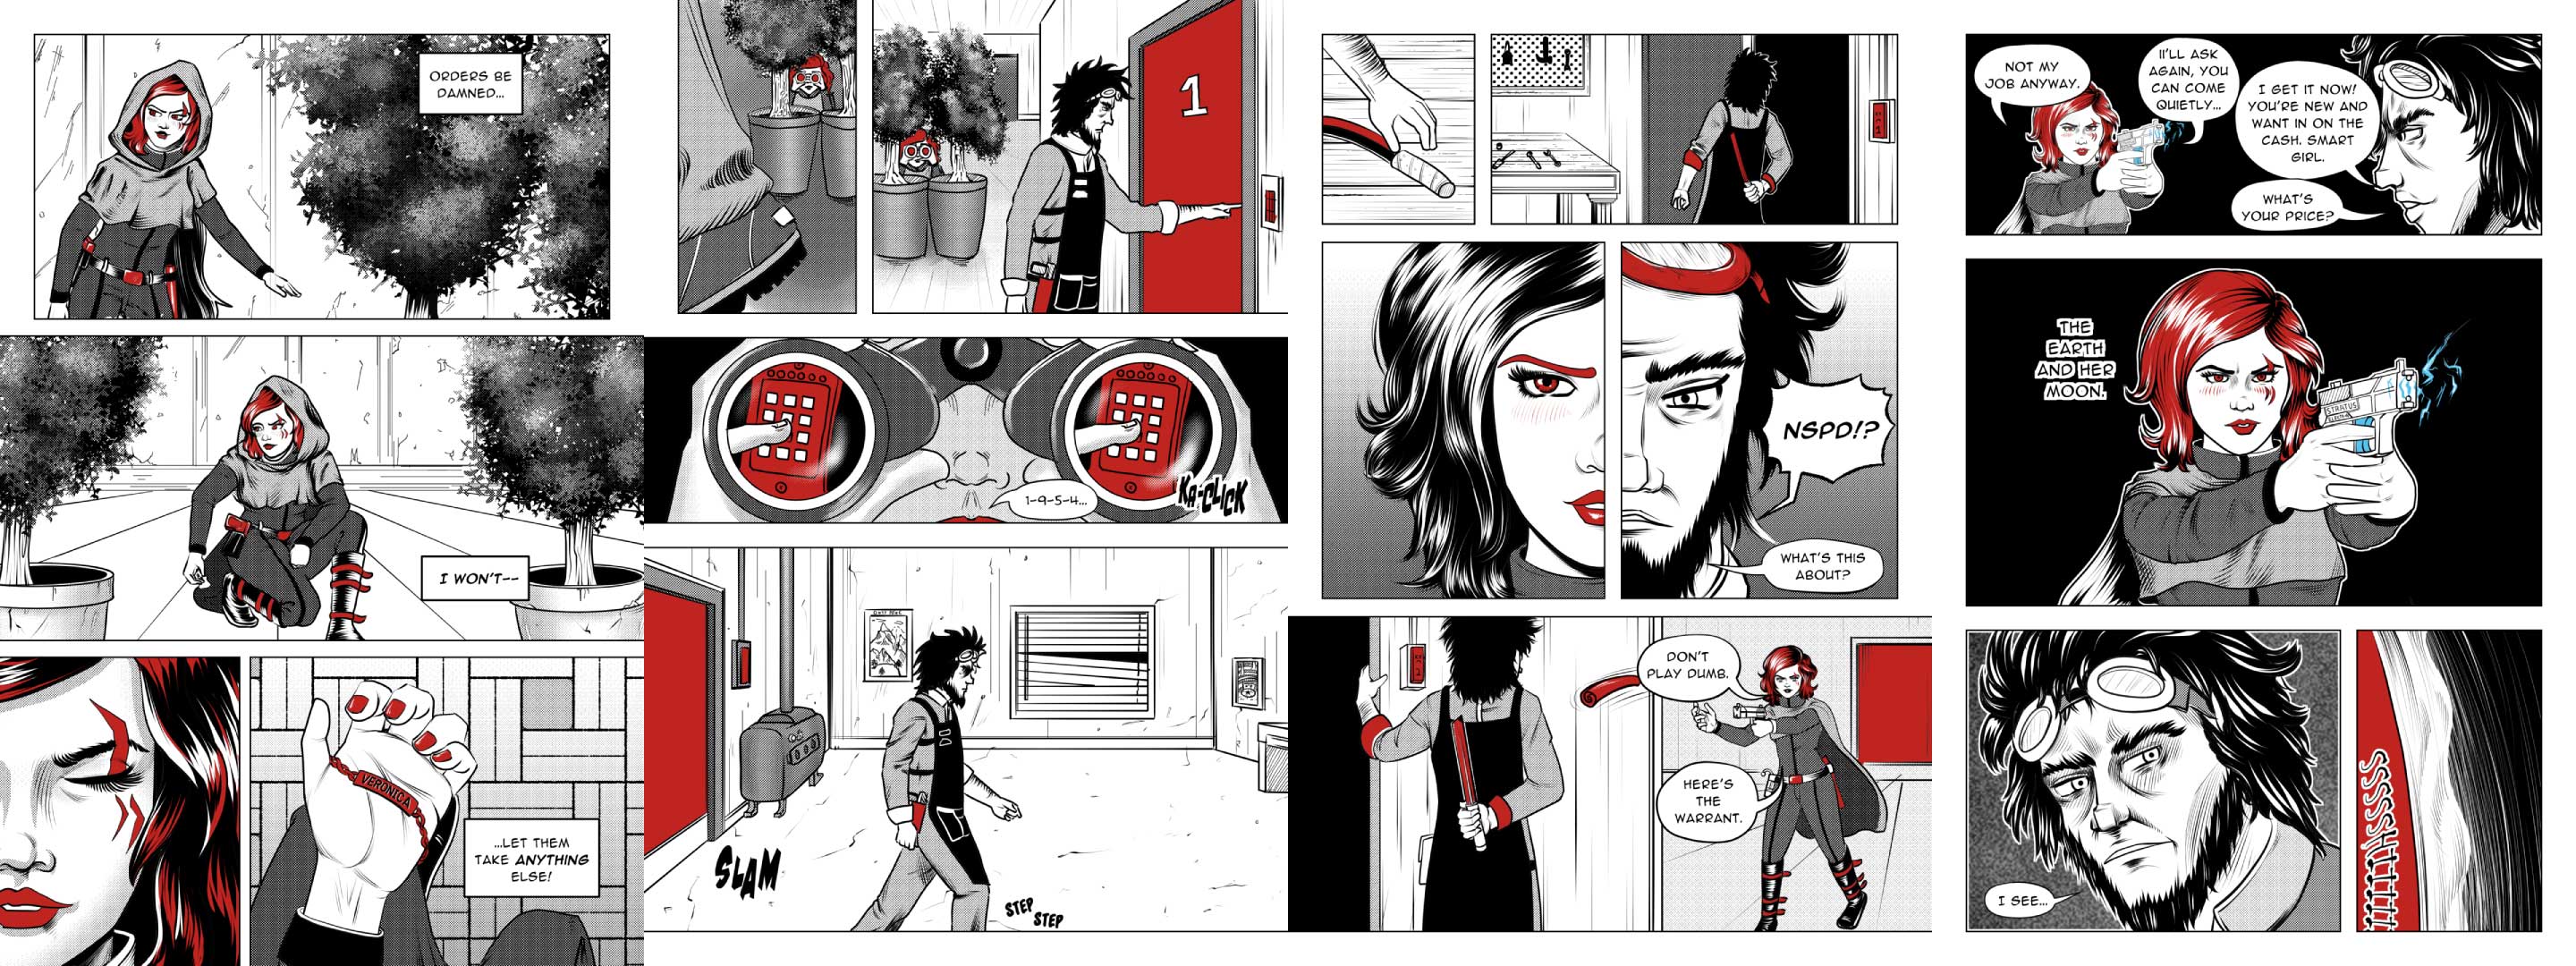 ORDERS BE
DAMNED...
I WON'T--
VERONICA
...LET THEM
TAKE ANYTHING
ELSE!
1
1-9-5-4...
KA-CLICK
SLAM
STEP
STEP
NSPD!?
WHAT'S THIS
ABOUT?
DON'T
PLAY DUMB.
HERE'S
THE
WARRANT.
NOT MY
JOB ANYWAY.
II'LL ASK
AGAIN, YOU
CAN COME
QUIETLY...
I GET IT NOW!
YOU'RE NEW AND
WANT IN ON THE
CASH. SMART
GIRL.
WHAT'S
YOUR PRICE?
THE
EARTH
AND HER
MOON.
STRATUS
I SEE...